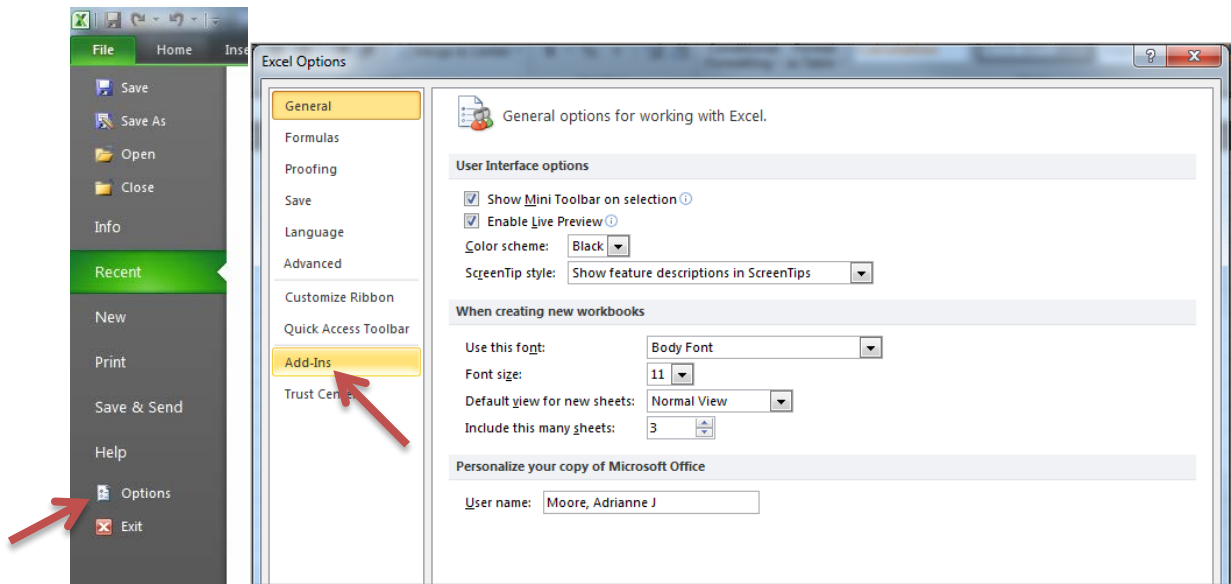 File Home Inse
Save
Save As
Open
Close
Info
Recent
New
Print
Save & Send
Help
Options
Exit
Excel Options
General
Formulas
Proofing
Save
Language
Advanced
Customize Ribbon
Quick Access Toolbar
Add-Ins
Trust Cen
General options for working with Excel.
User Interface options
Show Mini Toolbar on selection
Enable Live Preview
Color scheme: Black
ScreenTip style: Show feature descriptions in ScreenTips
When creating new workbooks
Use this font: Body Font
Font size: 11
Default view for new sheets: Normal View
Include this many sheets: 3
Personalize your copy of Microsoft Office
User name: Moore, Adrianne J